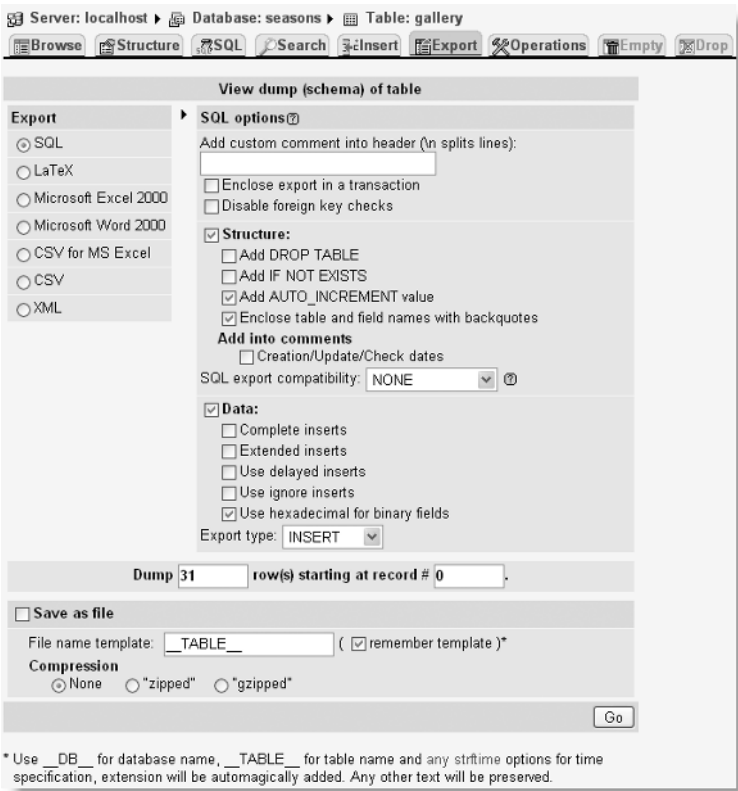 Server: localhost ▸ Database: seasons ▸ Table: gallery
Browse Structure SQL Search Insert Export Operations Empty Drop
View dump (schema) of table
Export
SQL
LaTeX
Microsoft Excel 2000
Microsoft Word 2000
CSV for MS Excel
CSV
XML
SQL options
Add custom comment into header (\n splits lines):
Enclose export in a transaction
Disable foreign key checks
Structure:
Add DROP TABLE
Add IF NOT EXISTS
Add AUTO_INCREMENT value
Enclose table and field names with backquotes
Add into comments
Creation/Update/Check dates
SQL export compatibility: NONE
Data:
Complete inserts
Extended inserts
Use delayed inserts
Use ignore inserts
Use hexadecimal for binary fields
Export type: INSERT
Dump 31 row(s) starting at record # 0 .
Save as file
File name template: __TABLE__ ( remember template )*
Compression
None "zipped" "gzipped"
Go
* Use __DB__ for database name, __TABLE__ for table name and any strftime options for time
specification, extension will be automagically added. Any other text will be preserved.